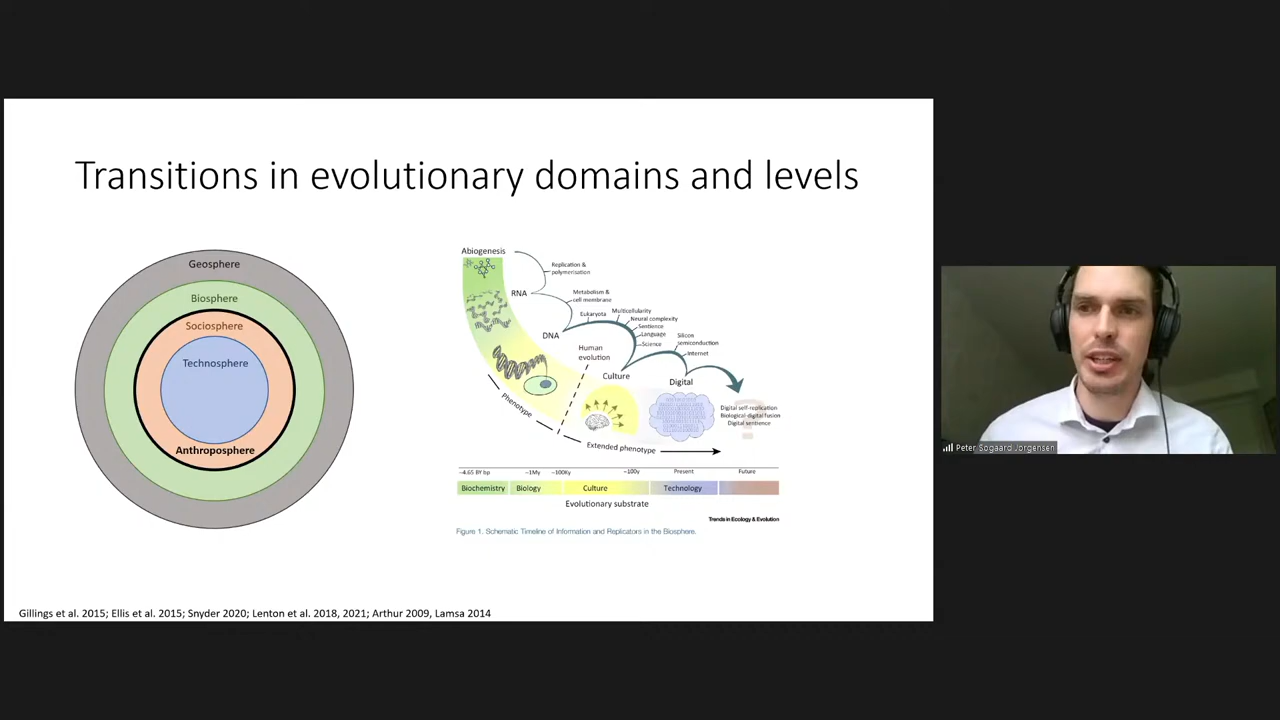 Transitions in evolutionary domains and levels
Geosphere
Biosphere
Sociosphere
Technosphere
Anthroposphere
Abiogenesis
Replication &
polymerisation
RNA
Metabolism &
cell membrane
DNA
Eukaryota
Multicellularity
Neural complexity
Sentience
Language
Science
Human
evolution
Silicon
semiconduction
Internet
Culture
Digital
Phenotype
Digital self-replication
Biological-digital fusion
Digital sentience
?
Extended phenotype
~4.65 BY bp
~1My
~100Ky
~100y
Present
Future
Biochemistry
Biology
Culture
Technology
Evolutionary substrate
Trends in Ecology & Evolution
Figure 1. Schematic Timeline of Information and Replicators in the Biosphere.
Gillings et al. 2015; Ellis et al. 2015; Snyder 2020; Lenton et al. 2018, 2021; Arthur 2009, Lamsa 2014
Peter Sogaard Jorgensen